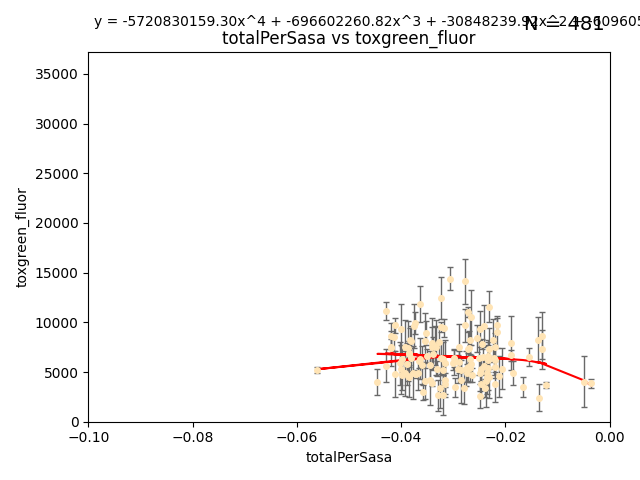 y = -5720830159.30x^4 + -696602260.82x^3 + -30848239.92x^2 + -609605
N = 481
totalPerSasa vs toxgreen_fluor
35000
30000
25000
20000
15000
10000
5000
0
toxgreen_fluor
−0.10 −0.08 −0.06 −0.04 −0.02 0.00
totalPerSasa